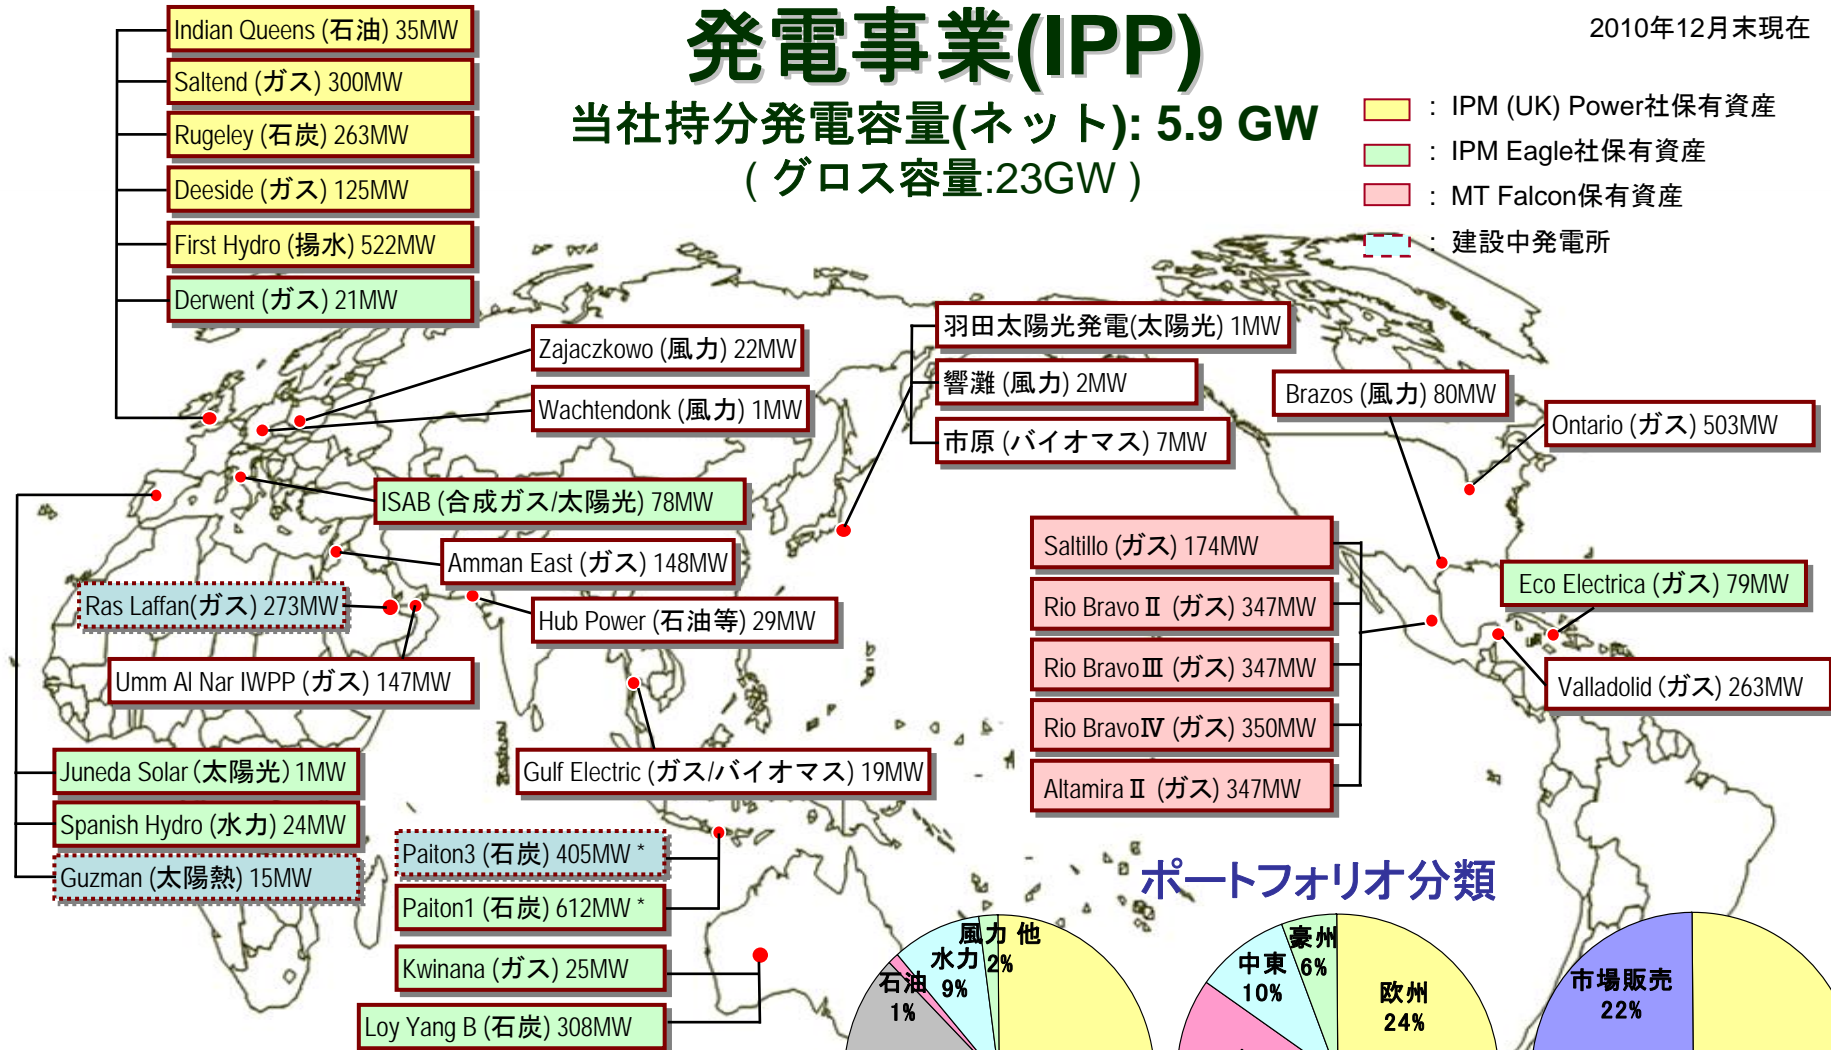 発電事業(IPP)
2010年12月末現在
当社持分発電容量(ネット): 5.9 GW
( グロス容量:23GW )
: IPM (UK) Power社保有資産
: IPM Eagle社保有資産
: MT Falcon保有資産
: 建設中発電所
Indian Queens (石油) 35MW
Saltend (ガス) 300MW
Rugeley (石炭) 263MW
Deeside (ガス) 125MW
First Hydro (揚水) 522MW
Derwent (ガス) 21MW
Zajaczkowo (風力) 22MW
Wachtendonk (風力) 1MW
羽田太陽光発電(太陽光) 1MW
響灘 (風力) 2MW
市原 (バイオマス) 7MW
Brazos (風力) 80MW
Ontario (ガス) 503MW
ISAB (合成ガス/太陽光) 78MW
Amman East (ガス) 148MW
Ras Laffan(ガス) 273MW
Hub Power (石油等) 29MW
Umm Al Nar IWPP (ガス) 147MW
Saltillo (ガス) 174MW
Rio Bravo Ⅱ (ガス) 347MW
Rio Bravo Ⅲ (ガス) 347MW
Rio Bravo Ⅳ (ガス) 350MW
Altamira Ⅱ (ガス) 347MW
Eco Electrica (ガス) 79MW
Valladolid (ガス) 263MW
Gulf Electric (ガス/バイオマス) 19MW
Juneda Solar (太陽光) 1MW
Spanish Hydro (水力) 24MW
Guzman (太陽熱) 15MW
Paiton3 (石炭) 405MW *
Paiton1 (石炭) 612MW *
Kwinana (ガス) 25MW
Loy Yang B (石炭) 308MW
ポートフォリオ分類
風力 他
2%
水力
9%
石油
1%
豪州
6%
中東
10%
欧州
24%
市場販売
22%